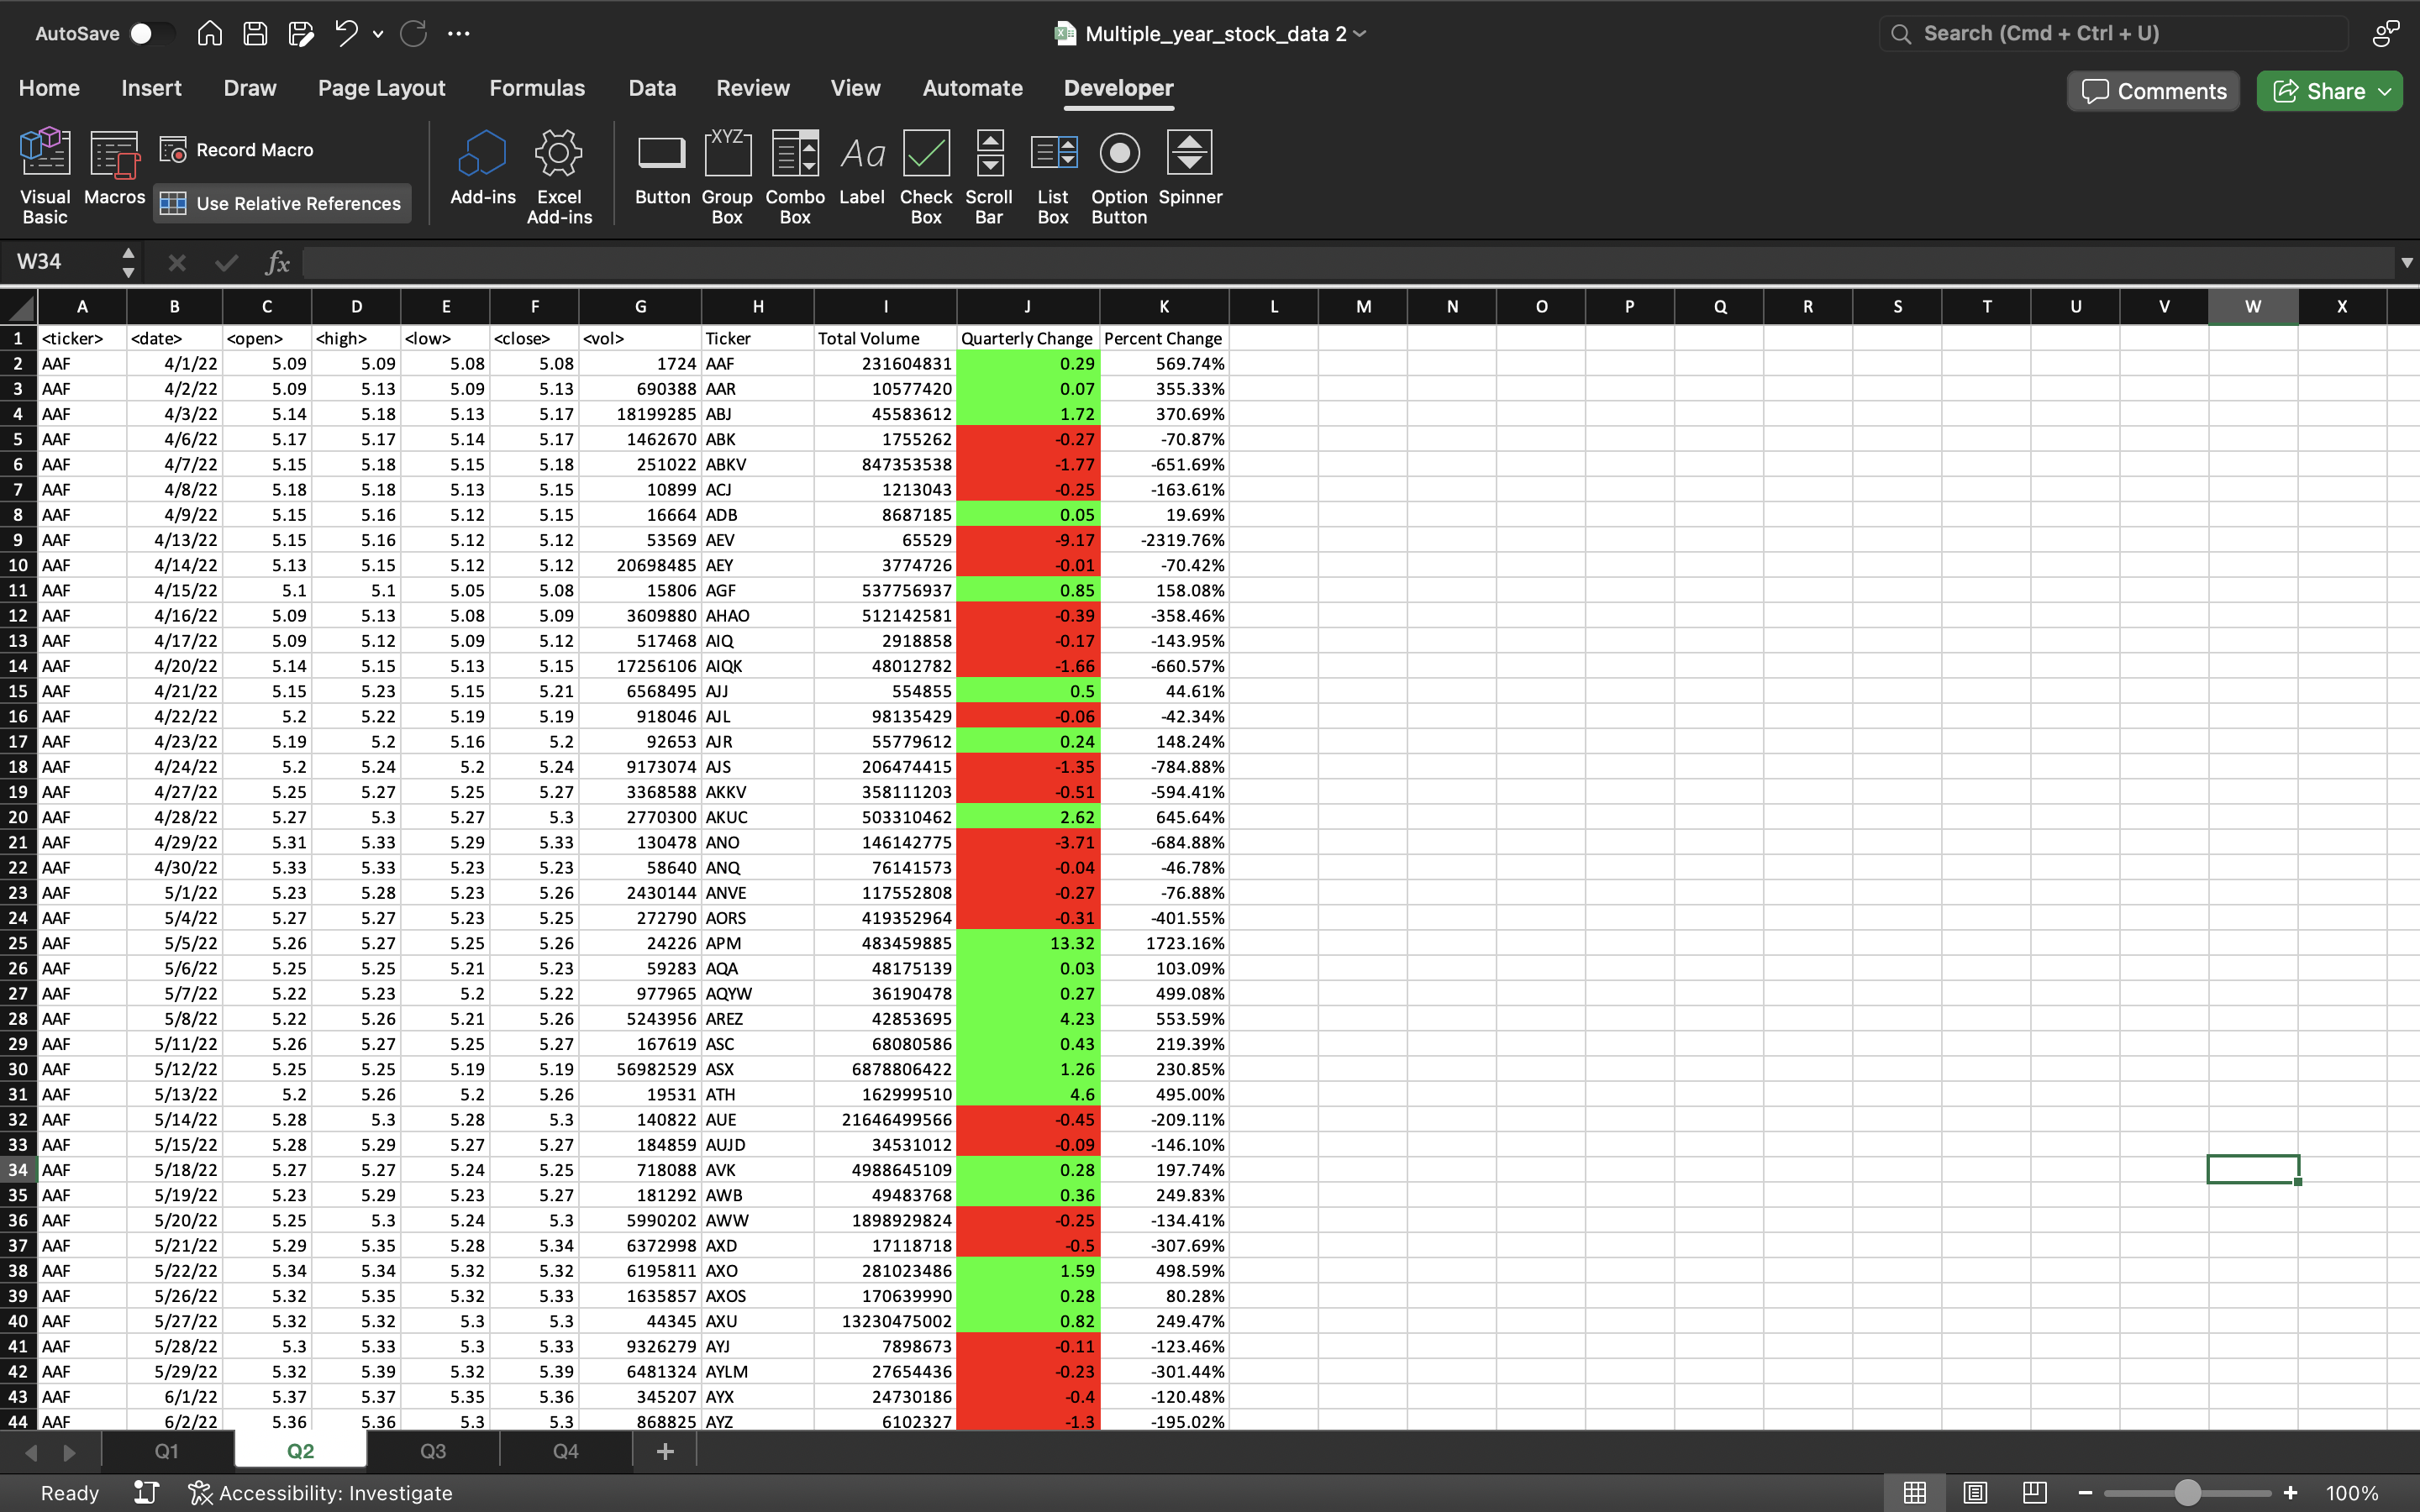 AutoSave
Multiple_year_stock_data 2
Search (Cmd + Ctrl + U)
Home Insert Draw Page Layout Formulas Data Review View Automate Developer
Comments Share
Visual Basic
Macros
Record Macro
Use Relative References
Add-ins
Excel Add-ins
Button
Group Box
Combo Box
Label
Check Box
Scroll Bar
List Box
Option Button
Spinner
W34 fx
A B C D E F G H I J K L M N O P Q R S T U V W X
1 <ticker> <date> <open> <high> <low> <close> <vol> Ticker Total Volume Quarterly Change Percent Change
2 AAF 4/1/22 5.09 5.09 5.08 5.08 1724 AAF 231604831 0.29 569.74%
3 AAF 4/2/22 5.09 5.13 5.09 5.13 690388 AAR 10577420 0.07 355.33%
4 AAF 4/3/22 5.14 5.18 5.13 5.17 18199285 ABJ 45583612 1.72 370.69%
5 AAF 4/6/22 5.17 5.17 5.14 5.17 1462670 ABK 1755262 -0.27 -70.87%
6 AAF 4/7/22 5.15 5.18 5.15 5.18 251022 ABKV 847353538 -1.77 -651.69%
7 AAF 4/8/22 5.18 5.18 5.13 5.15 10899 ACJ 1213043 -0.25 -163.61%
8 AAF 4/9/22 5.15 5.16 5.12 5.15 16664 ADB 8687185 0.05 19.69%
9 AAF 4/13/22 5.15 5.16 5.12 5.12 53569 AEV 65529 -9.17 -2319.76%
10 AAF 4/14/22 5.13 5.15 5.12 5.12 20698485 AEY 3774726 -0.01 -70.42%
11 AAF 4/15/22 5.1 5.1 5.05 5.08 15806 AGF 537756937 0.85 158.08%
12 AAF 4/16/22 5.09 5.13 5.08 5.09 3609880 AHAO 512142581 -0.39 -358.46%
13 AAF 4/17/22 5.09 5.12 5.09 5.12 517468 AIQ 2918858 -0.17 -143.95%
14 AAF 4/20/22 5.14 5.15 5.13 5.15 17256106 AIQK 48012782 -1.66 -660.57%
15 AAF 4/21/22 5.15 5.23 5.15 5.21 6568495 AJJ 554855 0.5 44.61%
16 AAF 4/22/22 5.2 5.22 5.19 5.19 918046 AJL 98135429 -0.06 -42.34%
17 AAF 4/23/22 5.19 5.2 5.16 5.2 92653 AJR 55779612 0.24 148.24%
18 AAF 4/24/22 5.2 5.24 5.2 5.24 9173074 AJS 206474415 -1.35 -784.88%
19 AAF 4/27/22 5.25 5.27 5.25 5.27 3368588 AKKV 358111203 -0.51 -594.41%
20 AAF 4/28/22 5.27 5.3 5.27 5.3 2770300 AKUC 503310462 2.62 645.64%
21 AAF 4/29/22 5.31 5.33 5.29 5.33 130478 ANO 146142775 -3.71 -684.88%
22 AAF 4/30/22 5.33 5.33 5.23 5.23 58640 ANQ 76141573 -0.04 -46.78%
23 AAF 5/1/22 5.23 5.28 5.23 5.26 2430144 ANVE 117552808 -0.27 -76.88%
24 AAF 5/4/22 5.27 5.27 5.23 5.25 272790 AORS 419352964 -0.31 -401.55%
25 AAF 5/5/22 5.26 5.27 5.25 5.26 24226 APM 483459885 13.32 1723.16%
26 AAF 5/6/22 5.25 5.25 5.21 5.23 59283 AQA 48175139 0.03 103.09%
27 AAF 5/7/22 5.22 5.23 5.2 5.22 977965 AQYW 36190478 0.27 499.08%
28 AAF 5/8/22 5.22 5.26 5.21 5.26 5243956 AREZ 42853695 4.23 553.59%
29 AAF 5/11/22 5.26 5.27 5.25 5.27 167619 ASC 68080586 0.43 219.39%
30 AAF 5/12/22 5.25 5.25 5.19 5.19 56982529 ASX 6878806422 1.26 230.85%
31 AAF 5/13/22 5.2 5.26 5.2 5.26 19531 ATH 162999510 4.6 495.00%
32 AAF 5/14/22 5.28 5.3 5.28 5.3 140822 AUE 21646499566 -0.45 -209.11%
33 AAF 5/15/22 5.28 5.29 5.27 5.27 184859 AUJD 34531012 -0.09 -146.10%
34 AAF 5/18/22 5.27 5.27 5.24 5.25 718088 AVK 4988645109 0.28 197.74%
35 AAF 5/19/22 5.23 5.29 5.23 5.27 181292 AWB 49483768 0.36 249.83%
36 AAF 5/20/22 5.25 5.3 5.24 5.3 5990202 AWW 1898929824 -0.25 -134.41%
37 AAF 5/21/22 5.29 5.35 5.28 5.34 6372998 AXD 17118718 -0.5 -307.69%
38 AAF 5/22/22 5.34 5.34 5.32 5.32 6195811 AXO 281023486 1.59 498.59%
39 AAF 5/26/22 5.32 5.35 5.32 5.33 1635857 AXOS 170639990 0.28 80.28%
40 AAF 5/27/22 5.32 5.32 5.3 5.3 44345 AXU 13230475002 0.82 249.47%
41 AAF 5/28/22 5.3 5.33 5.3 5.33 9326279 AYJ 7898673 -0.11 -123.46%
42 AAF 5/29/22 5.32 5.39 5.32 5.39 6481324 AYLM 27654436 -0.23 -301.44%
43 AAF 6/1/22 5.37 5.37 5.35 5.36 345207 AYX 24730186 -0.4 -120.48%
44 AAF 6/2/22 5.36 5.36 5.3 5.3 868825 AYZ 6102327 -1.3 -195.02%
Q1 Q2 Q3 Q4
Ready Accessibility: Investigate 100%